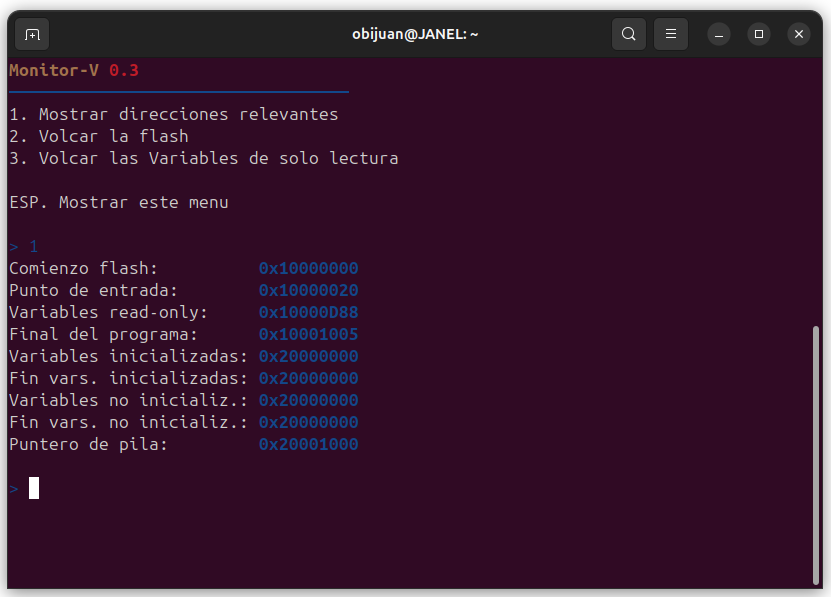 obijuan@JANEL: ~
Monitor-V 0.3
1. Mostrar direcciones relevantes
2. Volcar la flash
3. Volcar las Variables de solo lectura
ESP. Mostrar este menu
> 1
Comienzo flash: 0x10000000
Punto de entrada: 0x10000020
Variables read-only: 0x10000D88
Final del programa: 0x10001005
Variables inicializadas: 0x20000000
Fin vars. inicializadas: 0x20000000
Variables no inicializ.: 0x20000000
Fin vars. no inicializ.: 0x20000000
Puntero de pila: 0x20001000
>